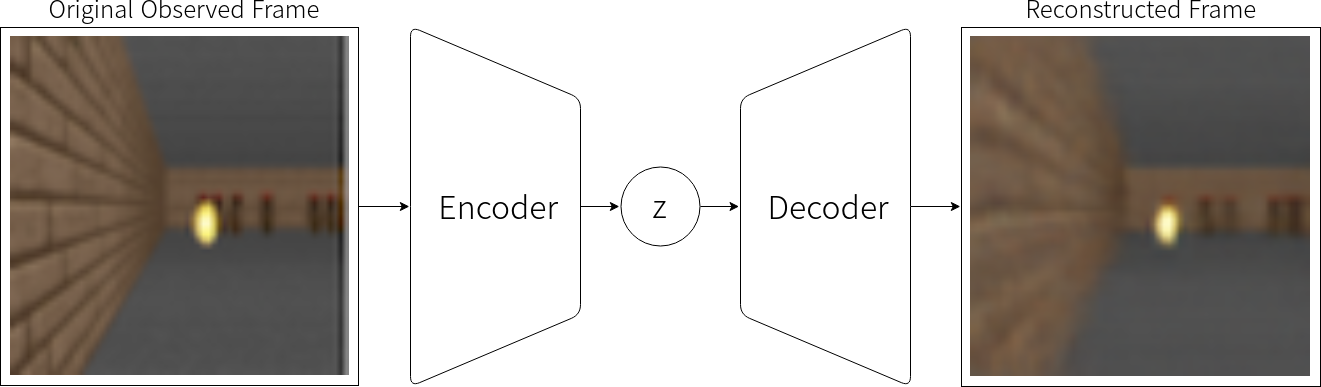 Original Observed Frame
Reconstructed Frame
Encoder
z
Decoder